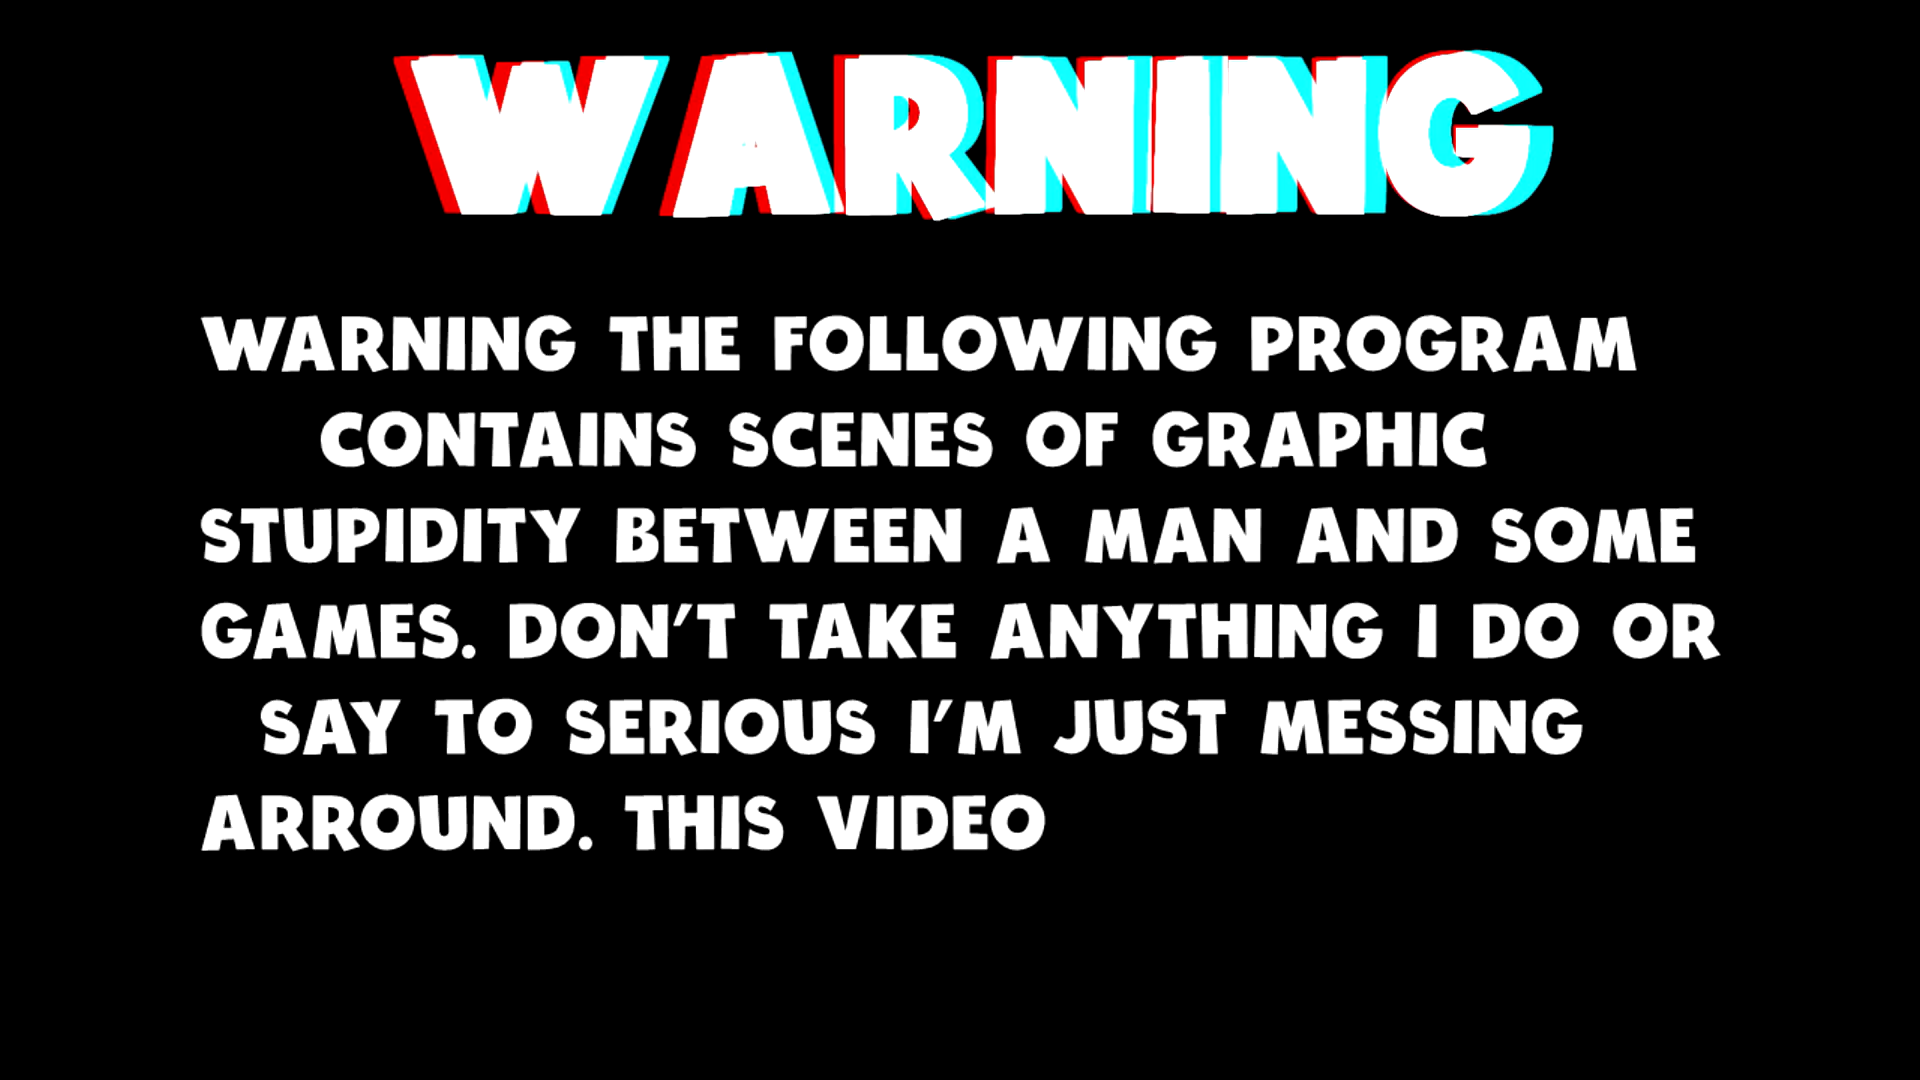 WARNING
WARNING THE FOLLOWING PROGRAM
CONTAINS SCENES OF GRAPHIC
STUPIDITY BETWEEN A MAN AND SOME
GAMES. DON'T TAKE ANYTHING I DO OR
SAY TO SERIOUS I'M JUST MESSING
ARROUND. THIS VIDEO